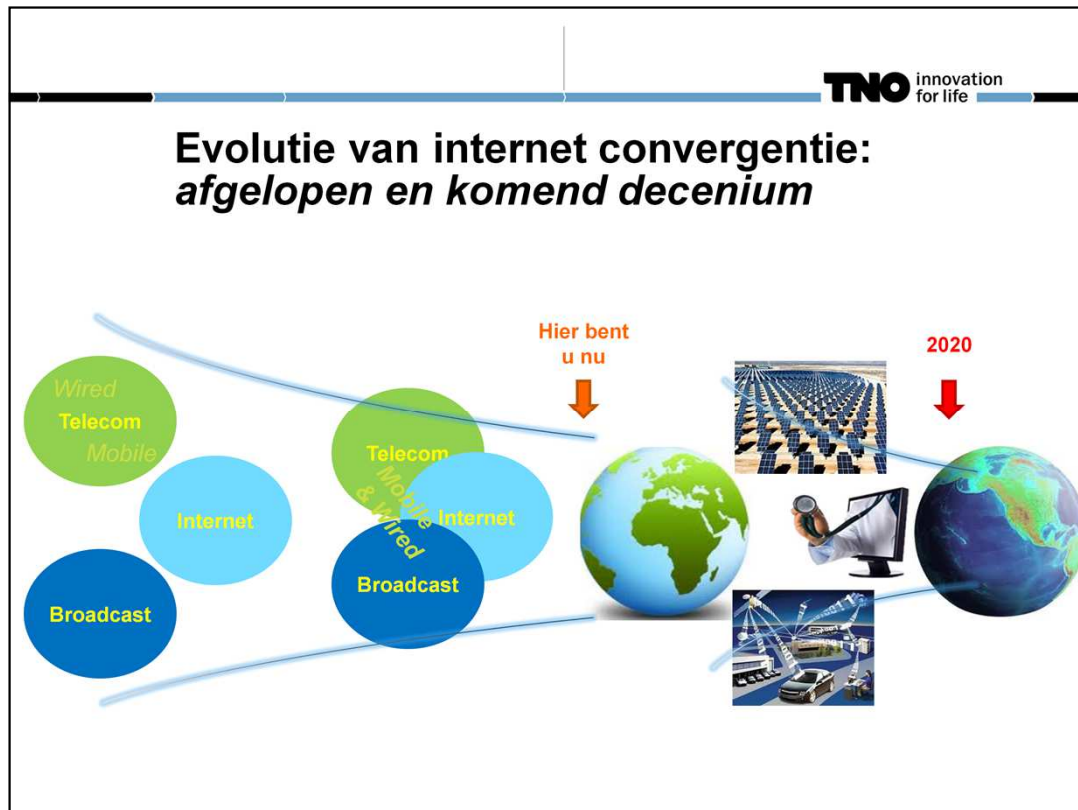 TNO innovation
for life
Evolutie van internet convergentie:
afgelopen en komend decenium
Hier bent
u nu
2020
Wired
Telecom
Mobile
Internet
Broadcast
Telecom
Mobile
& Wired
Internet
Broadcast